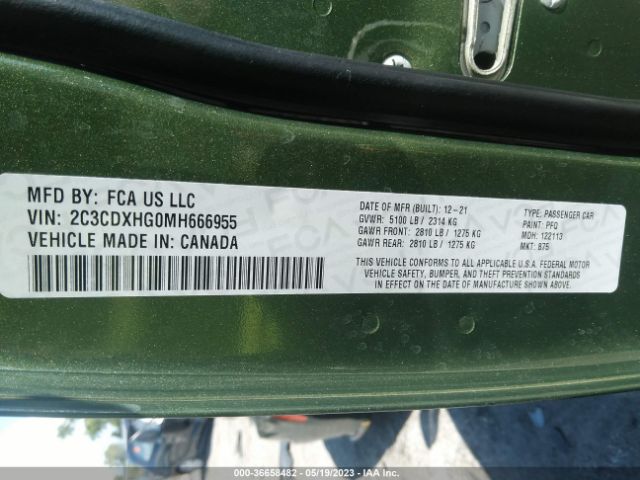 MFD BY: FCA US LLC
VIN: 2C3CDXHG0MH666955
VEHICLE MADE IN: CANADA
DATE OF MFR (BUILT): 12-21
GVWR: 5100 LB / 2314 KG
GAWR FRONT: 2810 LB / 1275 KG
GAWR REAR: 2810 LB / 1275 KG
TYPE: PASSENGER CAR
PAINT: PFQ
MDH: 122113
MKT: 875
THIS VEHICLE CONFORMS TO ALL APPLICABLE U.S.A. FEDERAL MOTOR
VEHICLE SAFETY, BUMPER, AND THEFT PREVENTION STANDARDS
IN EFFECT ON THE DATE OF MANUFACTURE SHOWN ABOVE.
000-36658482 - 05/19/2023 - IAA Inc.